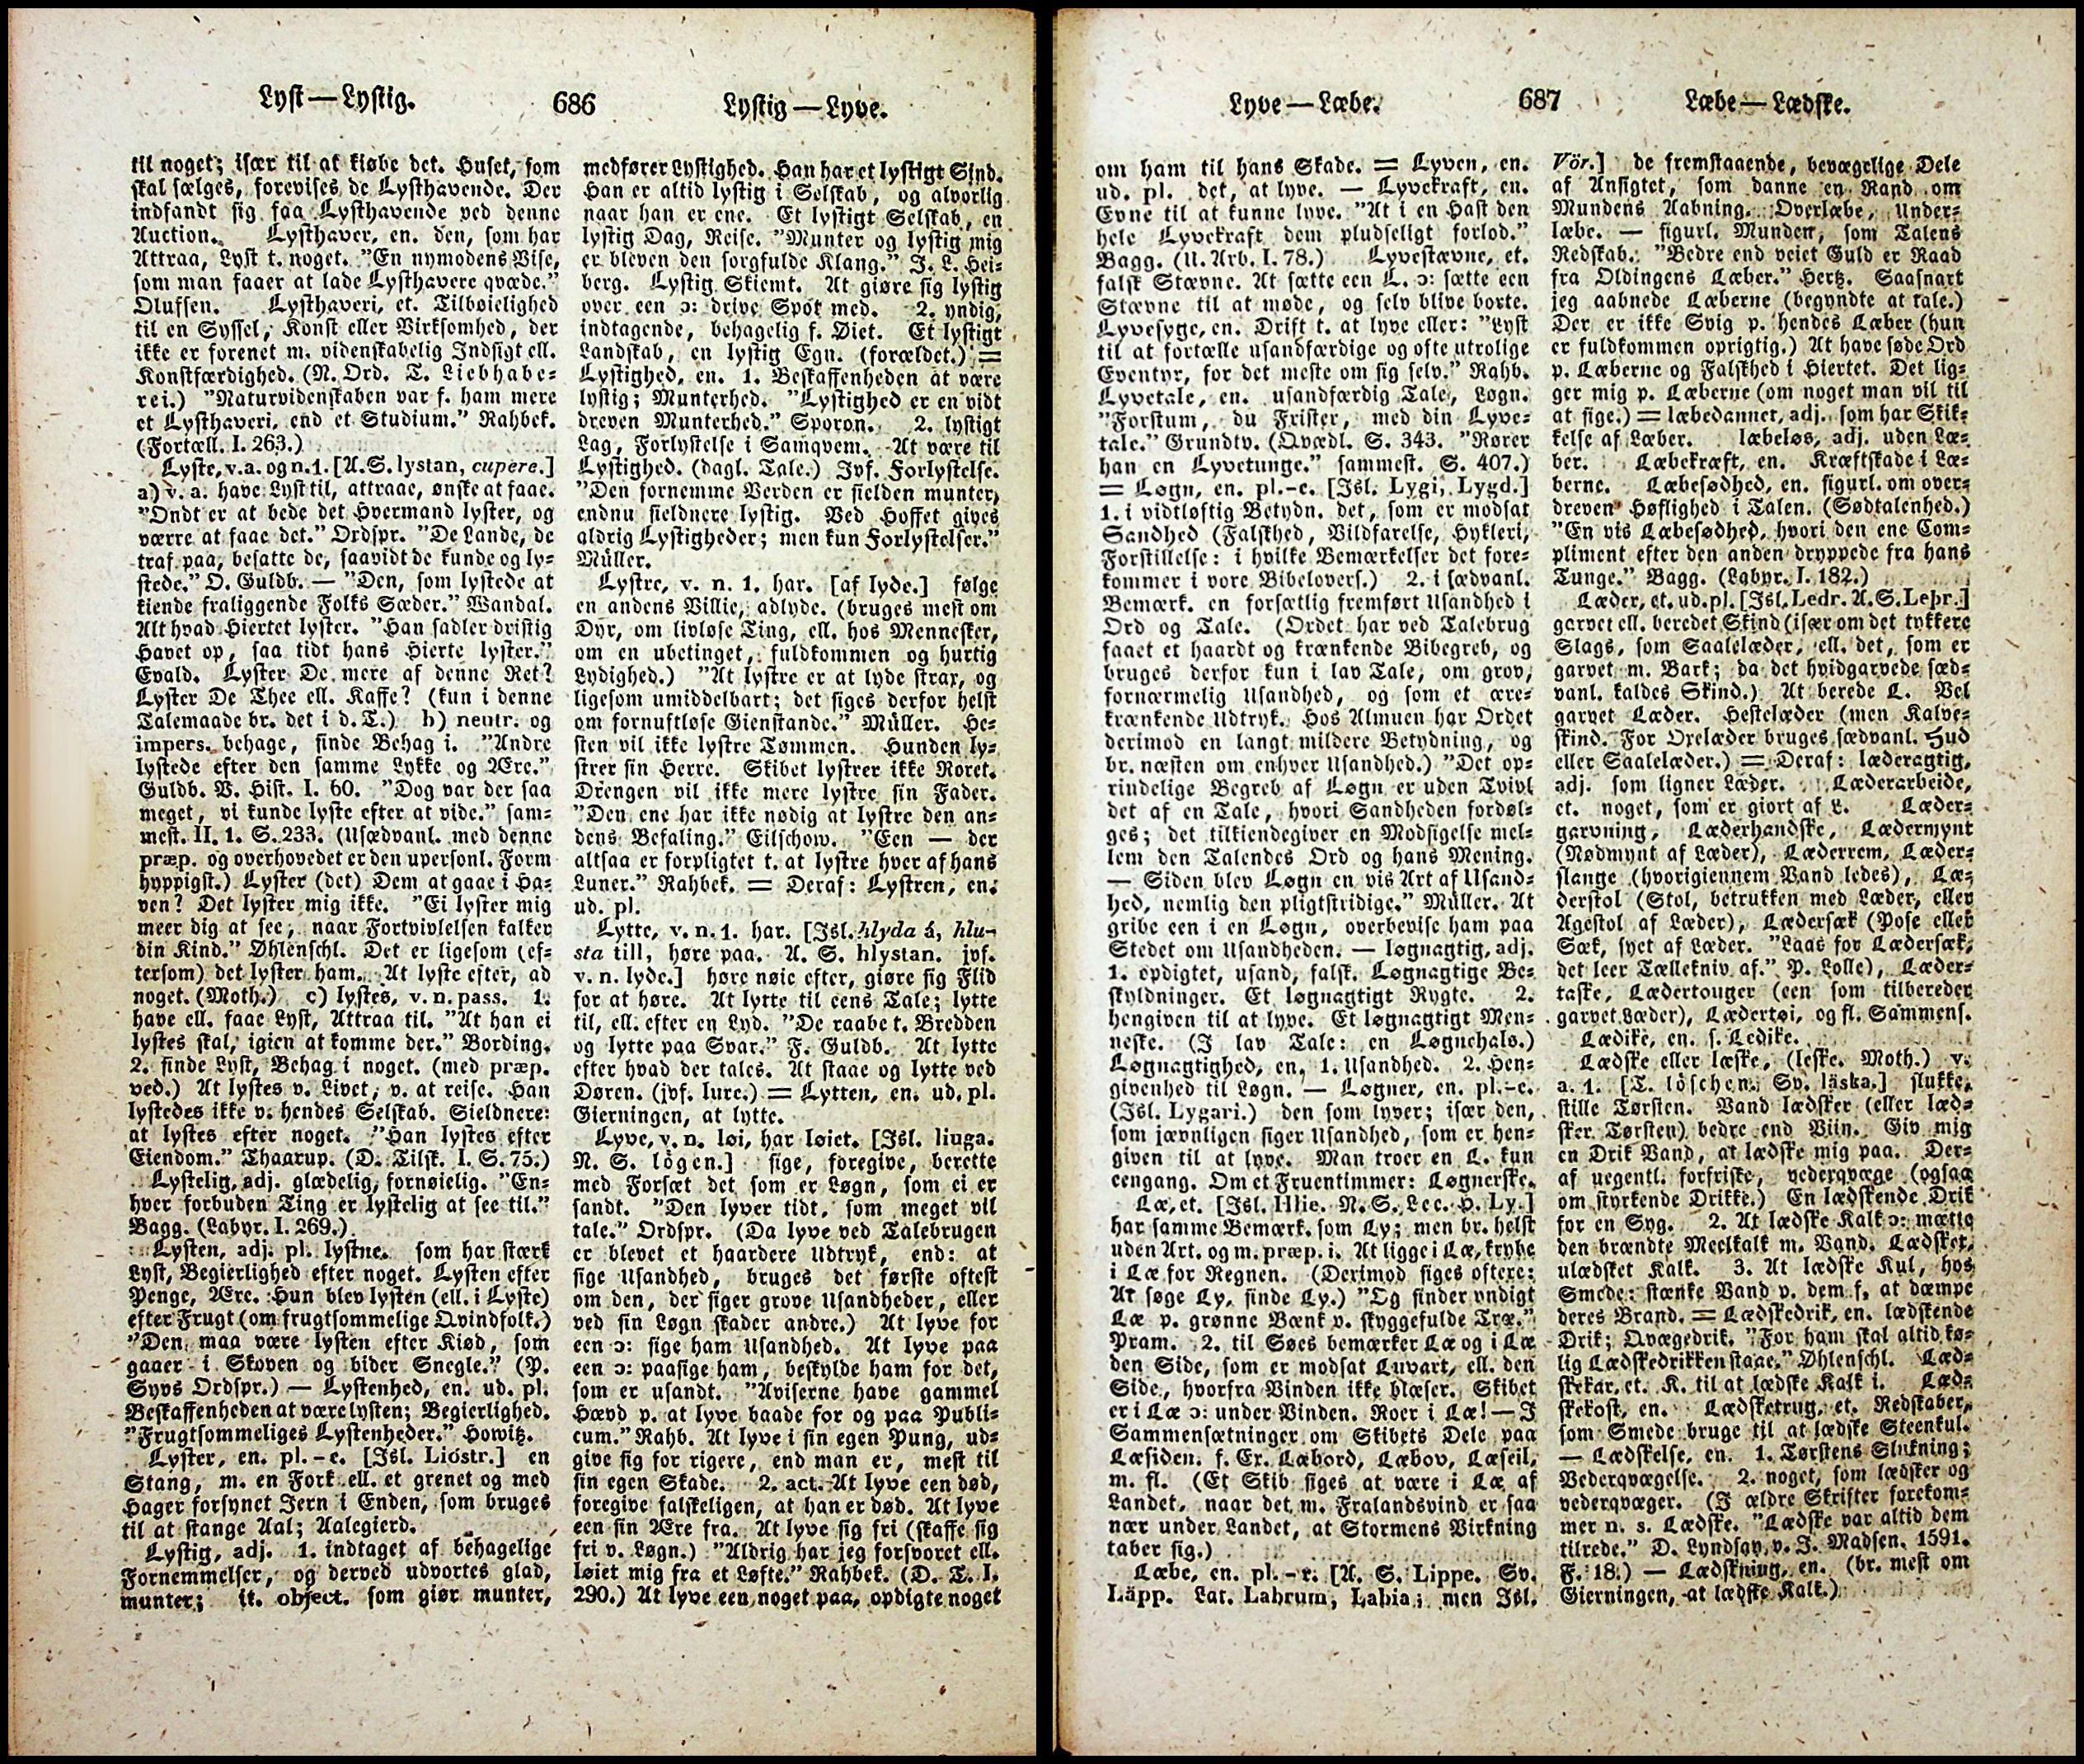 Lyst — Lystig.
686
Lystig — Lyve.
til noget; især til at kiøbe det. Huset, som
skal sælges, forevises de Lysthavende. Der
indfandt sig faa Lysthavende ved denne
Auction. Lysthaver, en. den, som har
Attraa, Lyst t. noget. "En nymodens Vise,
som man faaer at lade Lysthavere qvæde."
Olufsen. Lysthaveri, et. Tilbøielighed
til en Syssel, Konst eller Virksomhed, der
ikke er forenet m. videnskabelig Indsigt ell.
Konstfærdighed. (N. Ord. T. Liebhabe-
rei.) "Naturvidenskaben var f. ham mere
et Lysthaveri, end et Studium." Rahbek.
(Fortæll. I. 263.)
Lyste, v. a. og n. 1. [A. S. lystan, cupere.]
a) v. a. have Lyst til, attraae, ønske at faae.
"Ondt er at bede det Hvermand lyster, og
værre at faae det." Ordspr. "De Lande, de
traf paa, besatte de, saavidt de kunde og ly-
stede." O. Guldb. — "Den, som lystede at
kiende fraliggende Folks Sæder." Wandal.
Alt hvad Hiertet lyster. "Han sadler dristig
Havet op, saa tidt hans Hierte lyster."
Evald. Lyster De mere af denne Ret?
Lyster De Thee ell. Kaffe? (kun i denne
Talemaade br. det i d. T.) b) neutr. og
impers. behage, finde Behag i. "Andre
lystede efter den samme Lykke og Ære."
Guldb. V. Hist. I. 60. "Dog var der saa
meget, vi kunde lyste efter at vide." sam-
mest. II. 1. S. 233. (Usædvanl. med denne
præp. og overhovedet er den upersonl. Form
hyppigst.) Lyster (det) Dem at gaae i Ha-
ven? Det lyster mig ikke. "Ei lyster mig
meer dig at see, naar Fortvivlelsen kalker
din Kind." Øhlenschl. Det er ligesom (ef-
tersom) det lyster ham. At lyste efter, ad
noget. (Moth.) c) lystes, v. n. pass. 1.
have ell. faae Lyst, Attraa til. "At han ei
lystes skal, igien at komme der." Bording.
2. finde Lyst, Behag i noget. (med præp.
ved.) At lystes v. Livet, v. at reise. Han
lystedes ikke v. hendes Selskab. Sieldnere:
at lystes efter noget. "Han lystes efter
Eiendom." Thaarup. (D. Tilsk. I. S. 75.)
Lystelig, adj. glædelig, fornøielig. "En-
hver forbuden Ting er lystelig at see til."
Bagg. (Labyr. I. 269.)
Lysten, adj. pl. lystne. som har stærk
Lyst, Begierlighed efter noget. Lysten efter
Penge, Ære. Hun blev lysten (ell. i Lyste)
efter Frugt (om frugtsommelige Qvindfolk.)
"Den maa være lysten efter Kiød, som
gaaer i Skoven og bider Snegle." (P.
Syvs Ordspr.) — Lystenhed, en. ud. pl.
Beskaffenheden at være lysten; Begierlighed.
"Frugtsommeliges Lystenheder." Howitz.
Lyster, en. pl. - e. [Isl. Lióstr.] en
Stang, m. en Fork ell. et grenet og med
Hager forsynet Jern i Enden, som bruges
til at stange Aal; Aalegierd.
Lystig, adj. 1. indtaget af behagelige
Fornemmelser, og derved udvortes glad,
munter; it. object. som giør munter,
medfører Lystighed. Han har et lystigt Sind.
Han er altid lystig i Selskab, og alvorlig
naar han er ene. Et lystigt Selskab, en
lystig Dag, Reise. "Munter og lystig mig
er bleven den sorgfulde Klang." J. L. Hei-
berg. Lystig Skiemt. At giøre sig lystig
over een ɔ: drive Spot med. 2. yndig,
indtagende, behagelig f. Øiet. Et lystigt
Landskab, en lystig Egn. (forældet.) =
Lystighed, en. 1. Beskaffenheden at være
lystig; Munterhed. "Lystighed er en vidt
dreven Munterhed." Sporon. 2. lystigt
Lag, Forlystelse i Samqvem. At være til
Lystighed. (dagl. Tale.) Jvf. Forlystelse.
"Den fornemme Verden er sielden munter,
endnu sieldnere lystig. Ved Hoffet gives
aldrig Lystigheder; men kun Forlystelser."
Müller.
Lystre, v. n. 1. har. [af lyde.] følge
en andens Villie, adlyde. (bruges mest om
Dyr, om livløse Ting, ell. hos Mennesker,
om en ubetinget, fuldkommen og hurtig
Lydighed.) "At lystre er at lyde strax, og
ligesom umiddelbart; det siges derfor helst
om fornuftløse Gienstande." Müller. He-
sten vil ikke lystre Tømmen. Hunden ly-
strer sin Herre. Skibet lystrer ikke Roret.
Drengen vil ikke mere lystre sin Fader.
"Den ene har ikke nødig at lystre den an-
dens Befaling." Eilschow. "Een — der
altsaa er forpligtet t. at lystre hver af hans
Luner." Rahbek. = Deraf: Lystren, en.
ud. pl.
Lytte, v. n. 1. har. [Isl. hlyda á, hlu-
sta till, høre paa. A. S. hlystan. jvf.
v. n. lyde.] høre nøie efter, giøre sig Flid
for at høre. At lytte til eens Tale; lytte
til, ell. efter en Lyd. "De raabe t. Bredden
og lytte paa Svar." F. Guldb. At lytte
efter hvad der tales. At staae og lytte ved
Døren. (jvf. lure.) = Lytten, en. ud. pl.
Gierningen, at lytte.
Lyve, v. n. løi, har løiet. [Isl. liuga.
N. S. lögen.] sige, foregive, berette
med Forsæt det som er Løgn, som ei er
sandt. "Den lyver tidt, som meget vil
tale." Ordspr. (Da lyve ved Talebrugen
er blevet et haardere Udtryk, end: at
sige Usandhed, bruges det første oftest
om den, der siger grove Usandheder, eller
ved sin Løgn skader andre.) At lyve for
een ɔ: sige ham Usandhed. At lyve paa
een ɔ: paasige ham, beskylde ham for det,
som er usandt. "Aviserne have gammel
Hævd p. at lyve baade for og paa Publi-
cum." Rahb. At lyve i sin egen Pung, ud-
give sig for rigere, end man er, mest til
sin egen Skade. 2. act. At lyve een død,
foregive falskeligen, at han er død. At lyve
een sin Ære fra. At lyve sig fri (skaffe sig
fri v. Løgn.) "Aldrig har jeg forsvoret ell.
løiet mig fra et Løfte." Rahbek. (D. T. I.
290.) At lyve een noget paa, opdigte noget
Lyve — Læbe.
687
Læbe — Lædske.
om ham til hans Skade. = Lyven, en.
ud. pl. det, at lyve. — Lyvekraft, en.
Evne til at kunne lyve. "At i en Hast den
hele Lyvekraft dem pludseligt forlod."
Bagg. (U. Arb. I. 78.) Lyvestævne, et.
falsk Stævne. At sætte een L. ɔ: sætte een
Stævne til at møde, og selv blive borte.
Lyvesyge, en. Drift t. at lyve eller: "Lyst
til at fortælle usandfærdige og ofte utrolige
Eventyr, for det meste om sig selv." Rahb.
Lyvetale, en. usandfærdig Tale, Løgn.
"Forstum, du Frister, med din Lyve-
tale." Grundtv. (Qvædl. S. 343. "Rører
han en Lyvetunge." sammest. S. 407.)
= Løgn, en. pl. -e. [Isl. Lygi, Lygd.]
1. i vidtløftig Betydn. det, som er modsat
Sandhed (Falskhed, Vildfarelse, Hykleri,
Forstillelse: i hvilke Bemærkelser det fore-
kommer i vore Bibelovers.) 2. i sædvanl.
Bemærk. en forsætlig fremført Usandhed i
Ord og Tale. (Ordet har ved Talebrug
faaet et haardt og krænkende Bibegreb, og
bruges derfor kun i lav Tale, om grov,
fornærmelig Usandhed, og som et ære-
krænkende Udtryk. Hos Almuen har Ordet
derimod en langt mildere Betydning, og
br. næsten om enhver Usandhed.) "Det op-
rindelige Begreb af Løgn er uden Tvivl
det af en Tale, hvori Sandheden fordøl-
ges; det tilkiendegiver en Modsigelse mel-
lem den Talendes Ord og hans Mening.
— Siden blev Løgn en vis Art af Usand-
hed, nemlig den pligtstridige." Müller. At
gribe een i en Løgn, overbevise ham paa
Stedet om Usandheden. — løgnagtig, adj.
1. opdigtet, usand, falsk. Løgnagtige Be-
skyldninger. Et løgnagtigt Rygte. 2.
hengiven til at lyve. Et løgnagtigt Men-
neske. (I lav Tale: en Løgnehals.)
Løgnagtighed, en. 1. Usandhed. 2. Hen-
givenhed til Løgn. — Løgner, en. pl. -e.
(Isl. Lygari.) den som lyver; især den,
som jævnligen siger Usandhed, som er hen-
given til at lyve. Man troer en L. kun
eengang. Om et Fruentimmer: Løgnerske.
Læ, et. [Isl. Hlie. N. S. Lee. H. Ly.]
har samme Bemærk. som Ly; men br. helst
uden Art. og m. præp. i. At ligge i Læ, krybe
i Læ for Regnen. (Derimod siges oftere:
At søge Ly, finde Ly.) "Og finder yndigt
Læ p. grønne Bænk v. skyggefulde Træ."
Pram. 2. til Søes bemærker Læ og i Læ
den Side, som er modsat Luvart, ell. den
Side, hvorfra Vinden ikke blæser. Skibet
er i Læ ɔ: under Vinden. Roer i Læ! — I
Sammensætninger om Skibets Dele paa
Læsiden. f. Ex. Læbord, Læbov, Læseil,
m. fl. (Et Skib siges at være i Læ af
Landet, naar det m. Fralandsvind er saa
nær under Landet, at Stormens Virkning
taber sig.)
Læbe, en. pl. -r. [A. S. Lippe. Sv.
Läpp. Lat. Labrum, Labia; men Isl.
Vör.] de fremstaaende, bevægelige Dele
af Ansigtet, som danne en Rand om
Mundens Aabning. Overlæbe, Under-
læbe. — figurl. Munden, som Talens
Redskab. "Bedre end veiet Guld er Raad
fra Oldingens Læber." Hertz. Saasnart
jeg aabnede Læberne (begyndte at tale.)
Der er ikke Svig p. hendes Læber (hun
er fuldkommen oprigtig.) At have søde Ord
p. Læberne og Falskhed i Hiertet. Det lig-
ger mig p. Læberne (om noget man vil til
at sige.) = læbedannet, adj. som har Skik-
kelse af Læber. læbeløs, adj. uden Læ-
ber. Læbekræft, en. Kræftskade i Læ-
berne. Læbesødhed, en. figurl. om over-
dreven Høflighed i Talen. (Sødtalenhed.)
"En vis Læbesødhed, hvori den ene Com-
pliment efter den anden dryppede fra hans
Tunge." Bagg. (Labyr. I. 182.)
Læder, et. ud. pl. [Isl. Ledr. A. S. Leþr.]
garvet ell. beredet Skind (især om det tykkere
Slags, som Saalelæder, ell. det, som er
garvet m. Bark; da det hvidgarvede sæd-
vanl. kaldes Skind.) At berede L. Vel
garvet Læder. Hestelæder (men Kalve-
skind. For Oxelæder bruges sædvanl. Hud
eller Saalelæder.) = Deraf: læderagtig,
adj. som ligner Læder. Læderarbeide,
et. noget, som er giort af L. Læder-
garvning, Læderhandske, Lædermynt
(Nødmynt af Læder), Læderrem, Læder-
slange (hvorigiennem Vand ledes), Læ-
derstol (Stol, betrukken med Læder, eller
Agestol af Læder), Lædersæk (Pose eller
Sæk, syet af Læder. "Laas for Lædersæk,
det leer Tællekniv af." P. Lolle), Læder-
taske, Lædertouger (een som tilbereder
garvet Læder), Lædertøi, og fl. Sammens.
Lædike, en. s. Ledike.
Lædske eller læske, (leske. Moth.) v.
a. 1. [T. löschen. Sv. läska.] slukke,
stille Tørsten. Vand lædsker (eller læd-
sker Tørsten) bedre end Viin. Giv mig
en Drik Vand, at lædske mig paa. Der-
af uegentl. forfriske, vederqvæge (ogsaa
om styrkende Drikke.) En lædskende Drik
for en Syg. 2. At lædske Kalk ɔ: mætte
den brændte Meelkalk m. Vand. Lædsket,
ulædsket Kalk. 3. At lædske Kul, hos
Smede: stænke Vand v. dem f. at dæmpe
deres Brand. = Lædskedrik, en. lædskende
Drik; Qvægedrik. "For ham skal altid kø-
lig Lædskedrikken staae." Øhlenschl. Læd-
skekar, et. K. til at lædske Kalk i. Læd-
skekost, en. Lædsketrug, et. Redskaber,
som Smede bruge til at lædske Steenkul.
— Lædskelse, en. 1. Tørstens Slukning;
Vederqvægelse. 2. noget, som lædsker og
vederqvæger. (I ældre Skrifter forekom-
mer n. s. Lædske. "Lædske var altid dem
tilrede." D. Lyndsay, v. J. Madsen. 1591.
F. 18.) — Lædskning, en. (br. mest om
Gierningen, at lædske Kalk.)